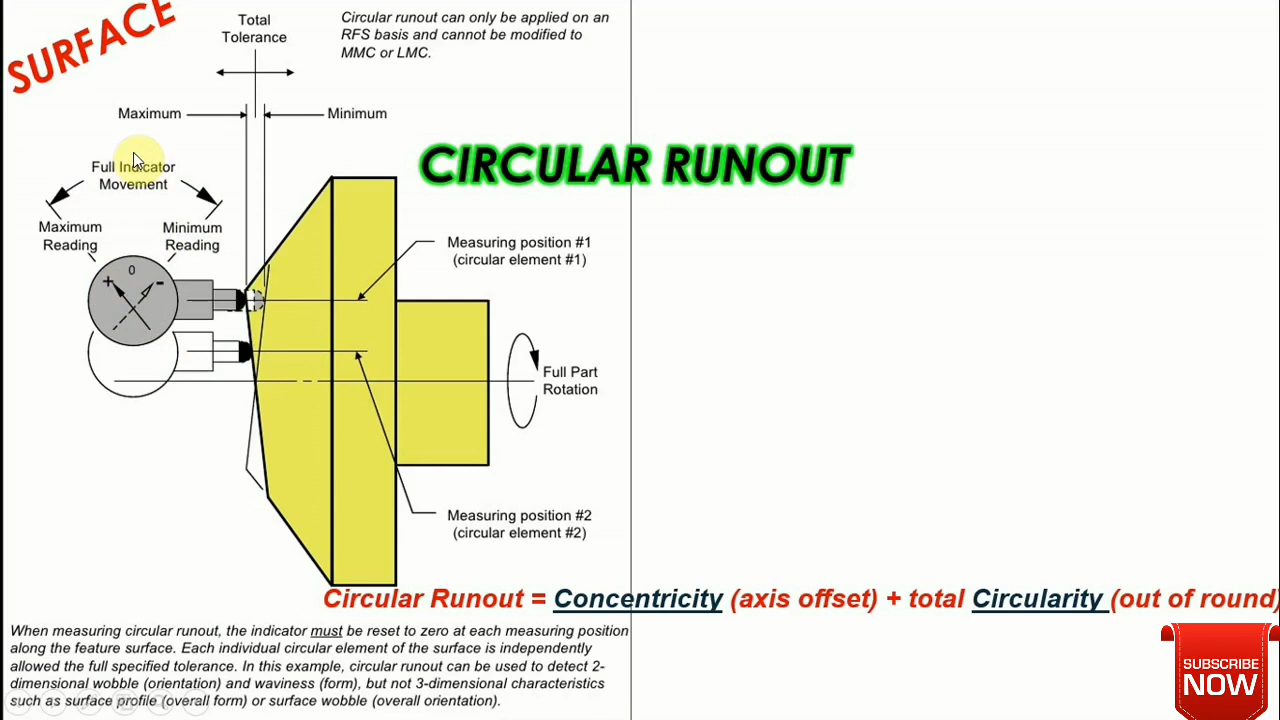 SURFACE
Total
Tolerance
Circular runout can only be applied on an
RFS basis and cannot be modified to
MMC or LMC.
Maximum
Minimum
CIRCULAR RUNOUT
Full Indicator
Movement
Maximum
Reading
Minimum
Reading
0
+
-
Measuring position #1
(circular element #1)
Full Part
Rotation
Measuring position #2
(circular element #2)
Circular Runout = Concentricity (axis offset) + total Circularity (out of round)
When measuring circular runout, the indicator must be reset to zero at each measuring position
along the feature surface. Each individual circular element of the surface is independently
allowed the full specified tolerance. In this example, circular runout can be used to detect 2-
dimensional wobble (orientation) and waviness (form), but not 3-dimensional characteristics
such as surface profile (overall form) or surface wobble (overall orientation).
SUBSCRIBE
NOW